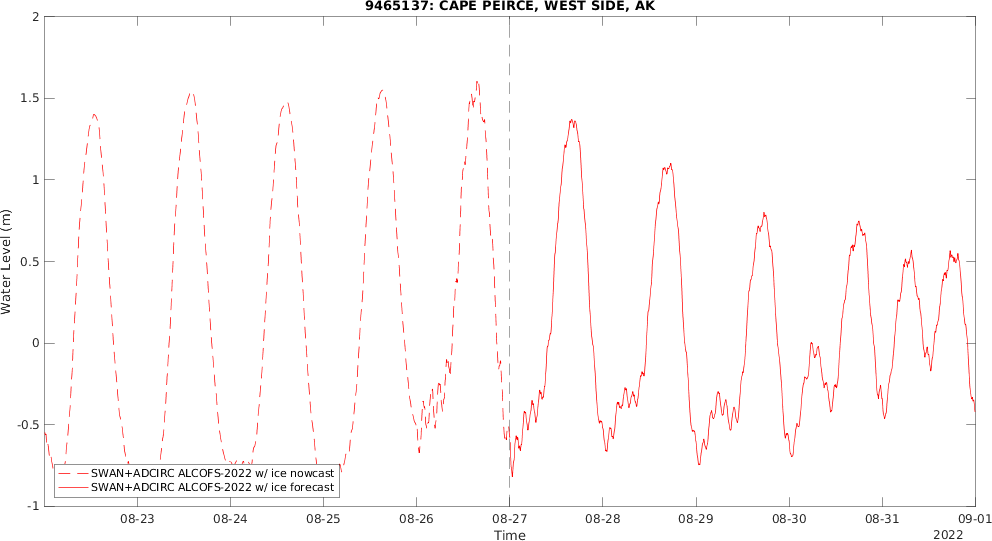 9465137: CAPE PEIRCE, WEST SIDE, AK
2
1.5
1
0.5
0
-0.5
-1
Water Level (m)
SWAN+ADCIRC ALCOFS-2022 w/ ice nowcast
SWAN+ADCIRC ALCOFS-2022 w/ ice forecast
08-23 08-24 08-25 08-26 08-27 08-28 08-29 08-30 08-31 09-01
Time
2022